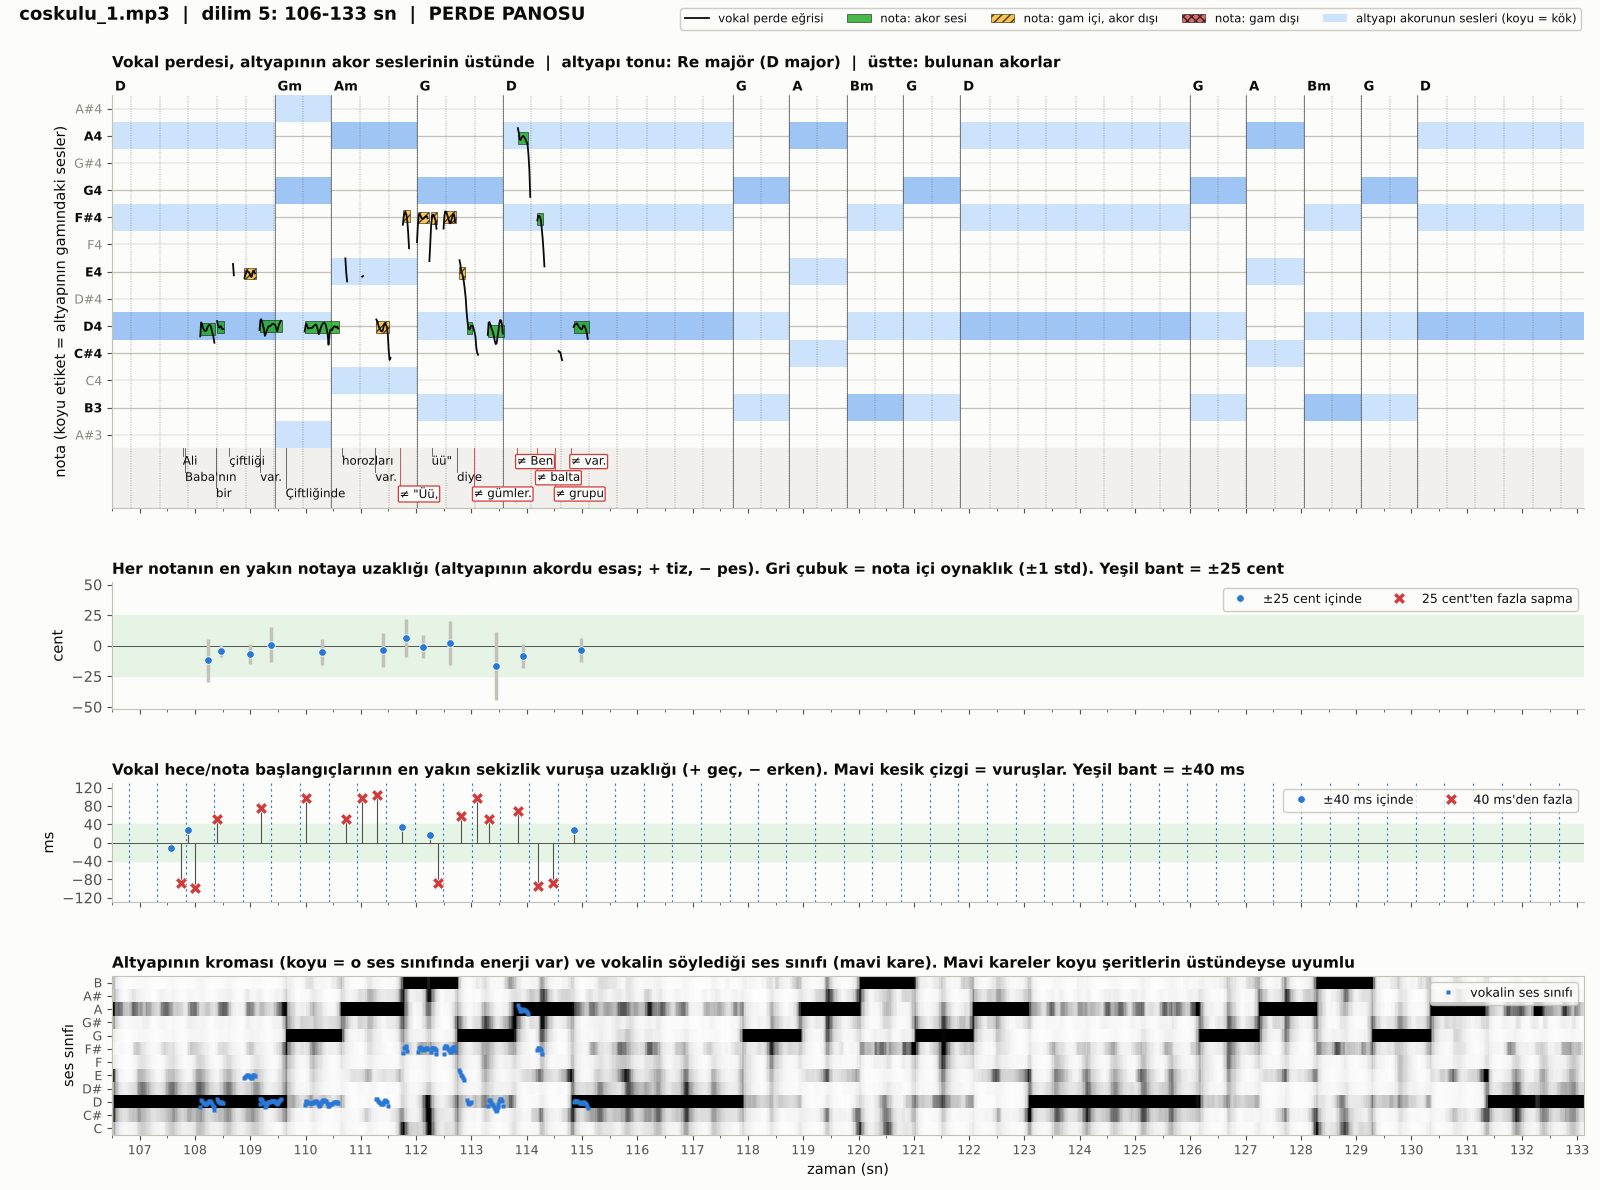 coskulu_1.mp3 | dilim 5: 106-133 sn | PERDE PANOSU
vokal perde eğrisi
nota: akor sesi
nota: gam içi, akor dışı
nota: gam dışı
altyapı akorunun sesleri (koyu = kök)
Vokal perdesi, altyapının akor seslerinin üstünde | altyapı tonu: Re majör (D major) | üstte: bulunan akorlar
D Gm Am G D G A Bm G D G A Bm G D
nota (koyu etiket = altyapının gamındaki sesler)
A#4
A4
G#4
G4
F#4
F4
E4
D#4
D4
C#4
C4
B3
A#3
Ali çiftliği horozları üü" ≠ Ben ≠ var.
Baba'nın var. var. diye ≠ balta
bir Çiftliğinde ≠ "Üü, ≠ gümler. ≠ grupu
Her notanın en yakın notaya uzaklığı (altyapının akordu esas; + tiz, − pes). Gri çubuk = nota içi oynaklık (±1 std). Yeşil bant = ±25 cent
±25 cent içinde
25 cent'ten fazla sapma
cent
50
25
0
−25
−50
Vokal hece/nota başlangıçlarının en yakın sekizlik vuruşa uzaklığı (+ geç, − erken). Mavi kesik çizgi = vuruşlar. Yeşil bant = ±40 ms
±40 ms içinde
40 ms'den fazla
ms
120
80
40
0
−40
−80
−120
Altyapının kroması (koyu = o ses sınıfında enerji var) ve vokalin söylediği ses sınıfı (mavi kare). Mavi kareler koyu şeritlerin üstündeyse uyumlu
vokalin ses sınıfı
ses sınıfı
B
A#
A
G#
G
F#
F
E
D#
D
C#
C
107 108 109 110 111 112 113 114 115 116 117 118 119 120 121 122 123 124 125 126 127 128 129 130 131 132 133
zaman (sn)